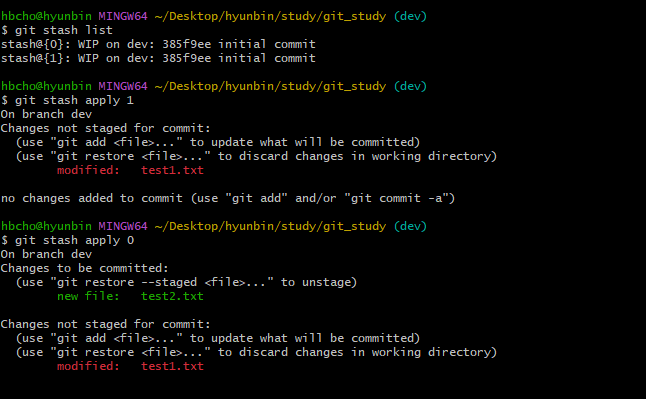 hbcho@hyunbin MINGW64 ~/Desktop/hyunbin/study/git_study (dev)
$ git stash list
stash@{0}: WIP on dev: 385f9ee initial commit
stash@{1}: WIP on dev: 385f9ee initial commit
hbcho@hyunbin MINGW64 ~/Desktop/hyunbin/study/git_study (dev)
$ git stash apply 1
On branch dev
Changes not staged for commit:
  (use "git add <file>..." to update what will be committed)
  (use "git restore <file>..." to discard changes in working directory)
        modified:   test1.txt
no changes added to commit (use "git add" and/or "git commit -a")
hbcho@hyunbin MINGW64 ~/Desktop/hyunbin/study/git_study (dev)
$ git stash apply 0
On branch dev
Changes to be committed:
  (use "git restore --staged <file>..." to unstage)
        new file:   test2.txt
Changes not staged for commit:
  (use "git add <file>..." to update what will be committed)
  (use "git restore <file>..." to discard changes in working directory)
        modified:   test1.txt